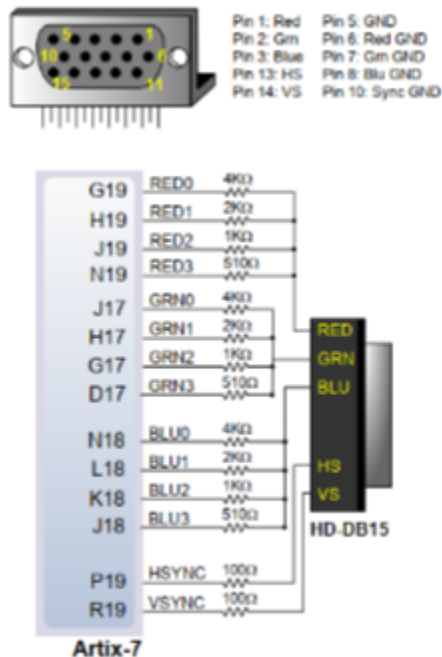 5
1
10
6
15
11
Pin 1: Red Pin 5: GND
Pin 2: Grn Pin 6: Red GND
Pin 3: Blue Pin 7: Grn GND
Pin 13: HS Pin 8: Blu GND
Pin 14: VS Pin 10: Sync GND
G19 RED0 4KΩ
H19 RED1 2KΩ
J19 RED2 1KΩ
N19 RED3 510Ω
J17 GRN0 4KΩ
H17 GRN1 2KΩ
G17 GRN2 1KΩ
D17 GRN3 510Ω
N18 BLU0 4KΩ
L18 BLU1 2KΩ
K18 BLU2 1KΩ
J18 BLU3 510Ω
P19 HSYNC 100Ω
R19 VSYNC 100Ω
Artix-7
RED
GRN
BLU
HS
VS
HD-DB15